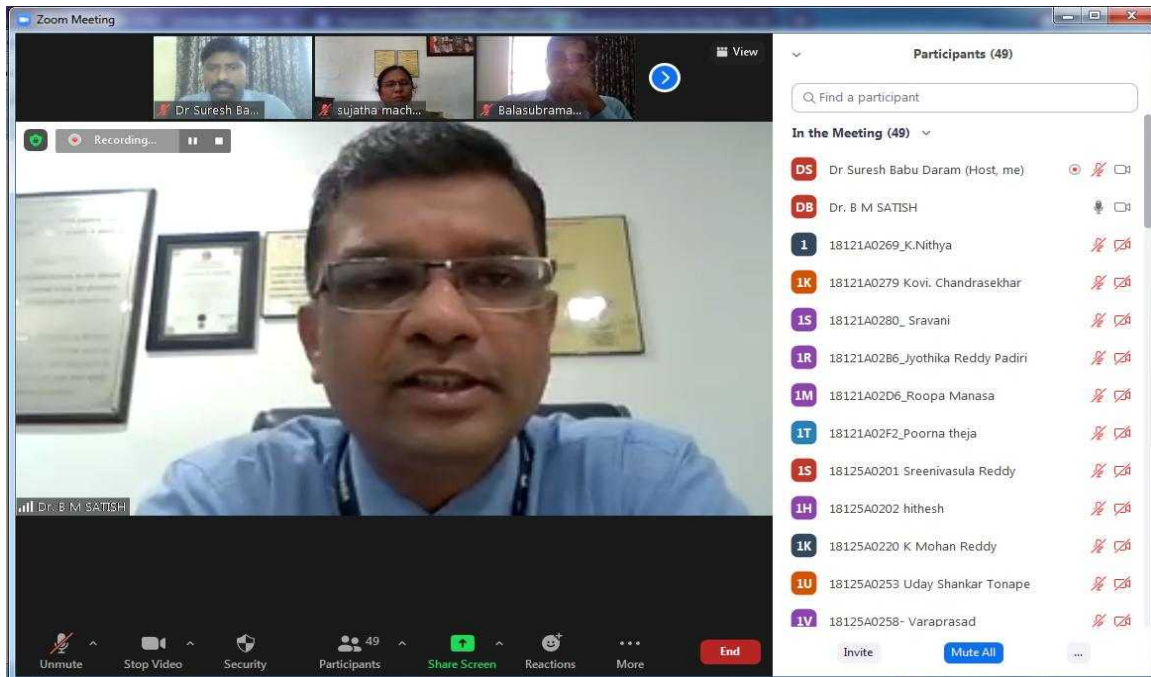 Zoom Meeting
Dr Suresh Ba...
sujatha mach...
Balasubrama...
View
Recording...
Dr. B M SATISH
Unmute
Stop Video
Security
49
Participants
Share Screen
Reactions
More
End
Participants (49)
Find a participant
In the Meeting (49)
DS Dr Suresh Babu Daram (Host, me)
DB Dr. B M SATISH
1 18121A0269_K.Nithya
1K 18121A0279 Kovi. Chandrasekhar
1S 18121A0280_ Sravani
1R 18121A02B6_Jyothika Reddy Padiri
1M 18121A02D6_Roopa Manasa
1T 18121A02F2_Poorna theja
1S 18125A0201 Sreenivasula Reddy
1H 18125A0202 hithesh
1K 18125A0220 K Mohan Reddy
1U 18125A0253 Uday Shankar Tonape
1V 18125A0258- Varaprasad
Invite
Mute All
...